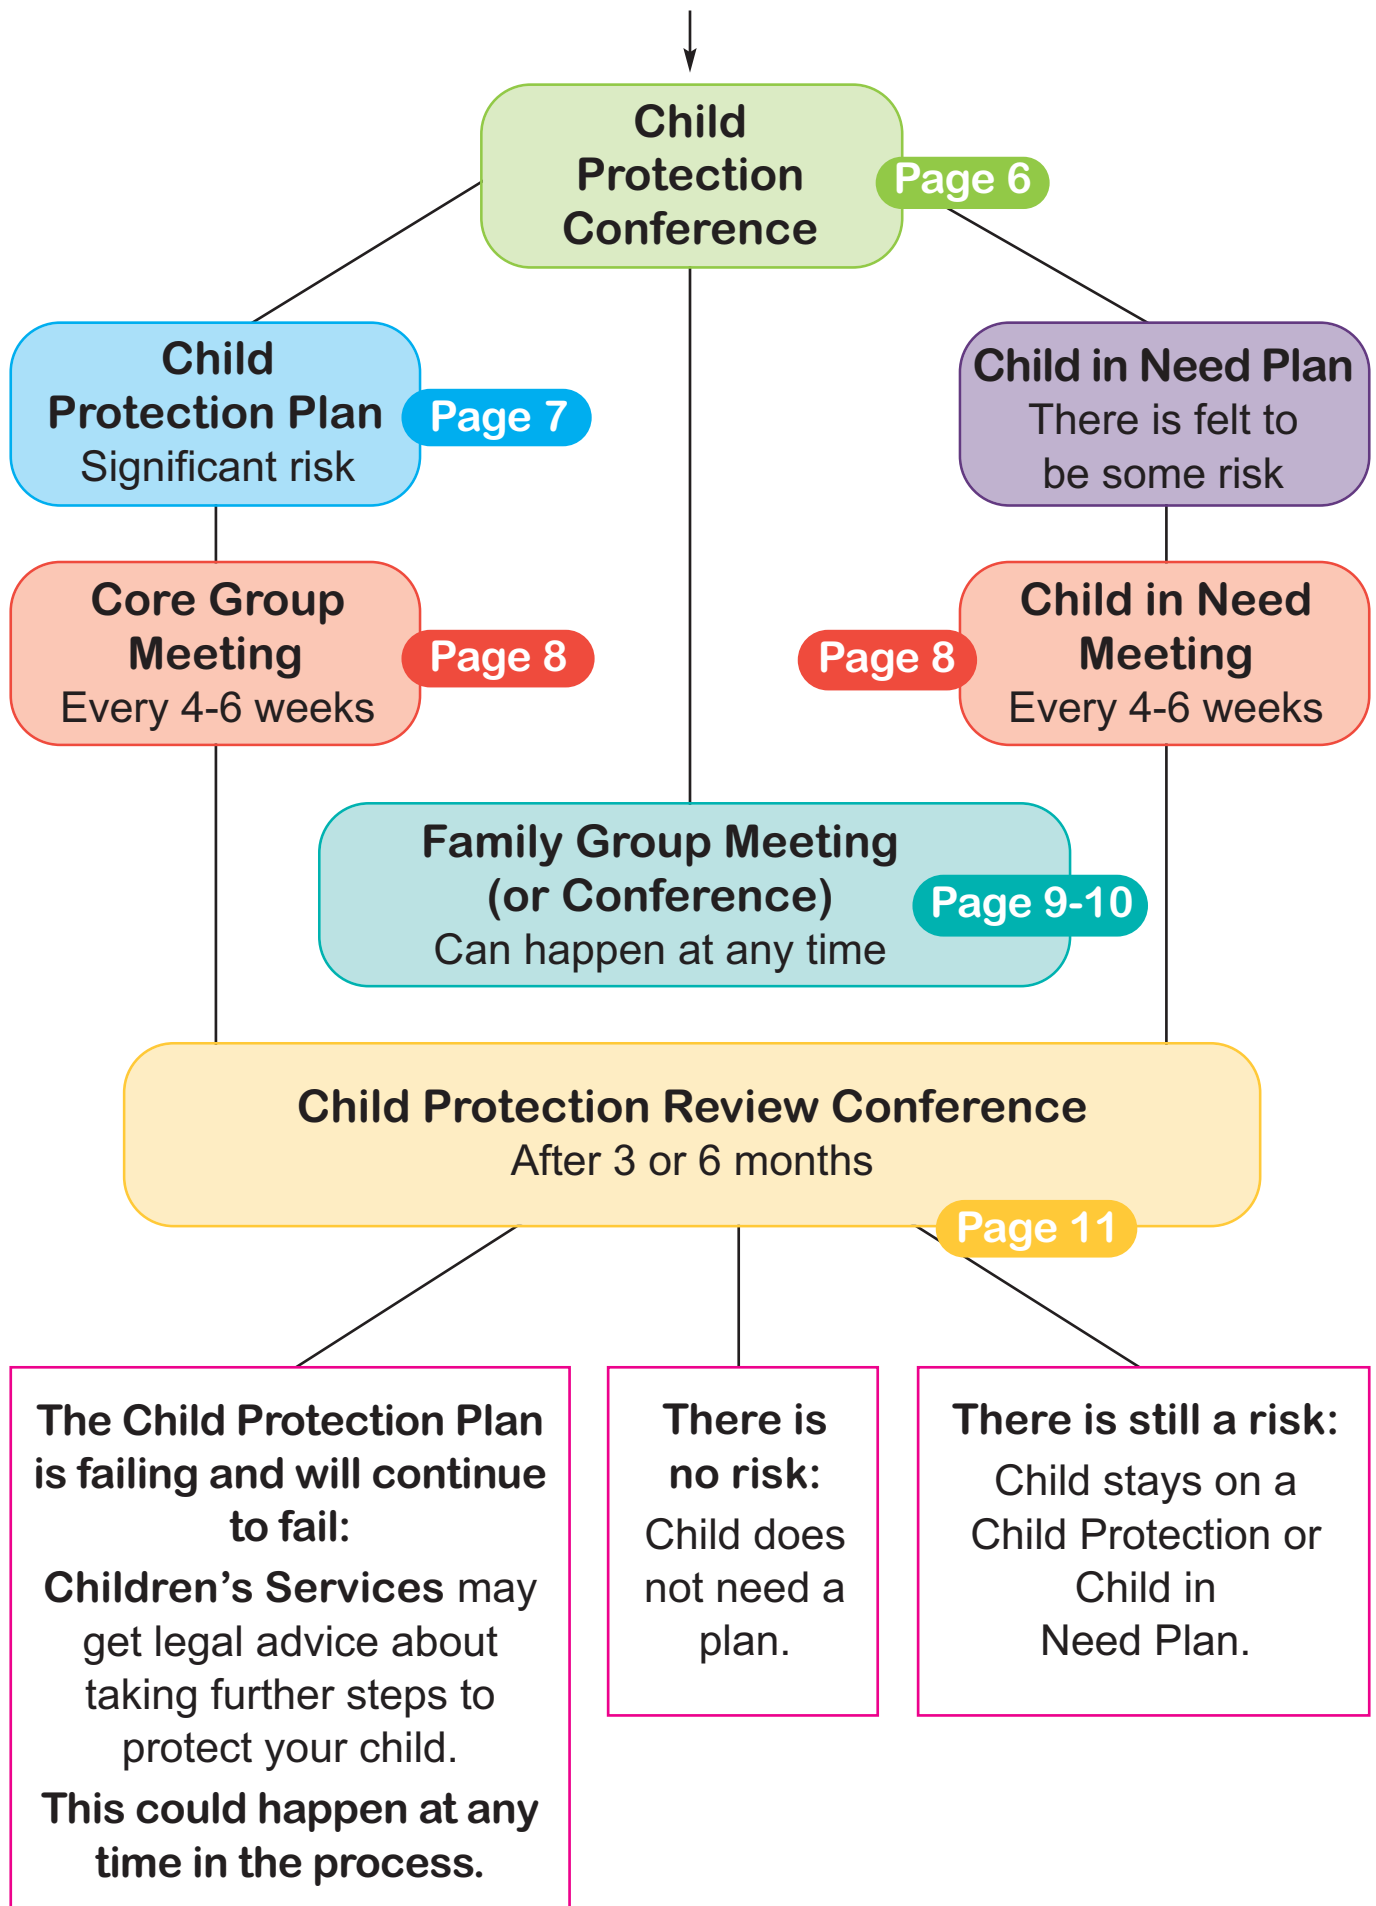 Child
Protection
Conference
Page 6
Child
Protection Plan
Significant risk
Page 7
Child in Need Plan
There is felt to
be some risk
Core Group
Meeting
Every 4-6 weeks
Page 8
Page 8
Child in Need
Meeting
Every 4-6 weeks
Family Group Meeting
(or Conference)
Can happen at any time
Page 9-10
Child Protection Review Conference
After 3 or 6 months
Page 11
The Child Protection Plan
is failing and will continue
to fail:
Children’s Services may
get legal advice about
taking further steps to
protect your child.
This could happen at any
time in the process.
There is
no risk:
Child does
not need a
plan.
There is still a risk:
Child stays on a
Child Protection or
Child in
Need Plan.